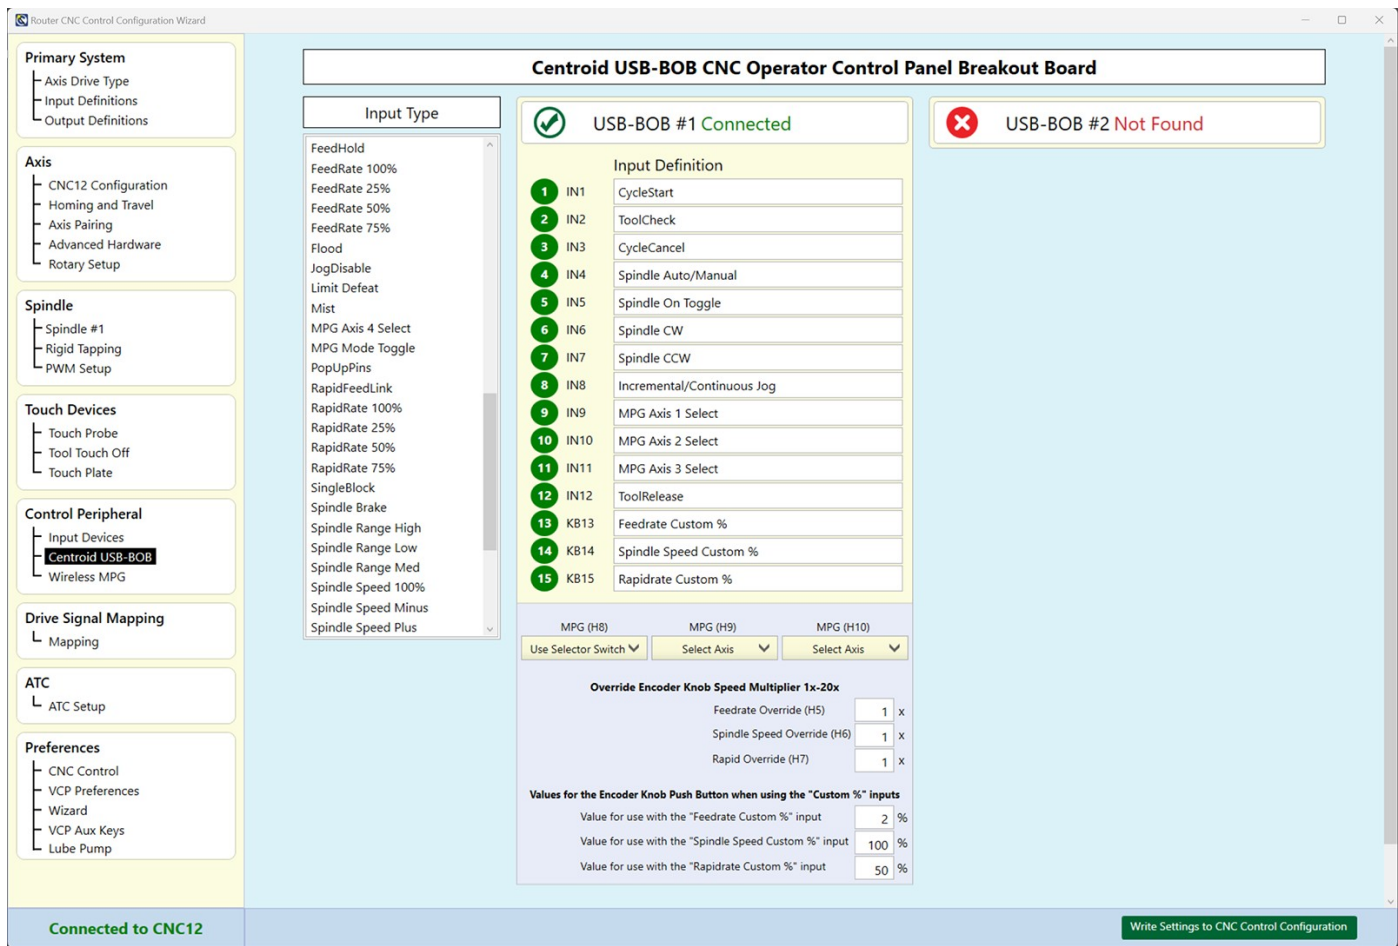 Router CNC Control Configuration Wizard
Primary System
Axis Drive Type
Input Definitions
Output Definitions
Axis
CNC12 Configuration
Homing and Travel
Axis Pairing
Advanced Hardware
Rotary Setup
Spindle
Spindle #1
Rigid Tapping
PWM Setup
Touch Devices
Touch Probe
Tool Touch Off
Touch Plate
Control Peripheral
Input Devices
Centroid USB-BOB
Wireless MPG
Drive Signal Mapping
Mapping
ATC
ATC Setup
Preferences
CNC Control
VCP Preferences
Wizard
VCP Aux Keys
Lube Pump
Connected to CNC12
Centroid USB-BOB CNC Operator Control Panel Breakout Board
Input Type
FeedHold
FeedRate 100%
FeedRate 25%
FeedRate 50%
FeedRate 75%
Flood
JogDisable
Limit Defeat
Mist
MPG Axis 4 Select
MPG Mode Toggle
PopUpPins
RapidFeedLink
RapidRate 100%
RapidRate 25%
RapidRate 50%
RapidRate 75%
SingleBlock
Spindle Brake
Spindle Range High
Spindle Range Low
Spindle Range Med
Spindle Speed 100%
Spindle Speed Minus
Spindle Speed Plus
USB-BOB #1 Connected
Input Definition
1 IN1 CycleStart
2 IN2 ToolCheck
3 IN3 CycleCancel
4 IN4 Spindle Auto/Manual
5 IN5 Spindle On Toggle
6 IN6 Spindle CW
7 IN7 Spindle CCW
8 IN8 Incremental/Continuous Jog
9 IN9 MPG Axis 1 Select
10 IN10 MPG Axis 2 Select
11 IN11 MPG Axis 3 Select
12 IN12 ToolRelease
13 KB13 Feedrate Custom %
14 KB14 Spindle Speed Custom %
15 KB15 Rapidrate Custom %
MPG (H8) MPG (H9) MPG (H10)
Use Selector Switch Select Axis Select Axis
Override Encoder Knob Speed Multiplier 1x-20x
Feedrate Override (H5) 1 x
Spindle Speed Override (H6) 1 x
Rapid Override (H7) 1 x
Values for the Encoder Knob Push Button when using the "Custom %" inputs
Value for use with the "Feedrate Custom %" input 2 %
Value for use with the "Spindle Speed Custom %" input 100 %
Value for use with the "Rapidrate Custom %" input 50 %
USB-BOB #2 Not Found
Write Settings to CNC Control Configuration